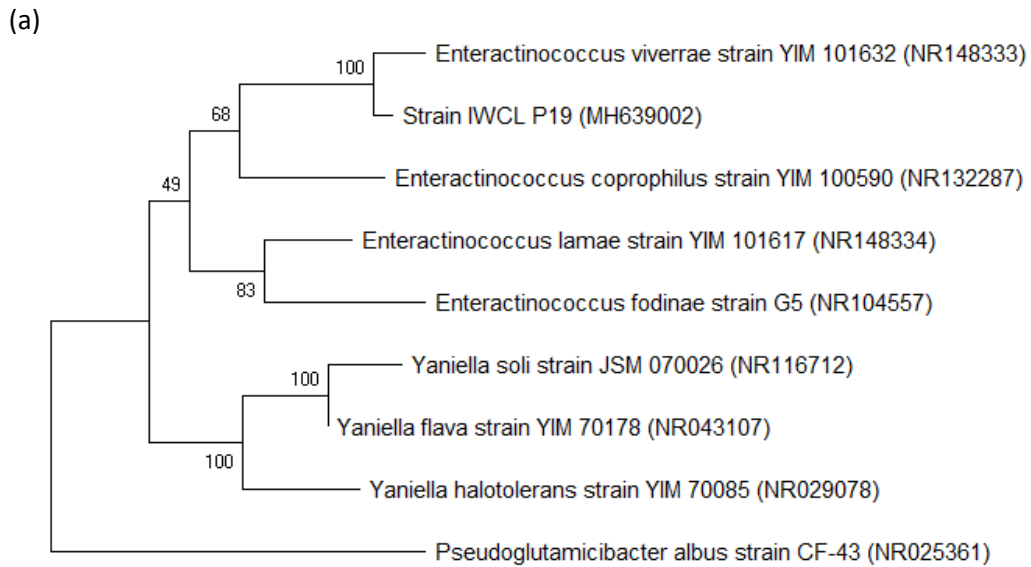 (a)
Enteractinococcus viverrae strain YIM 101632 (NR148333)
100
Strain IWCL P19 (MH639002)
68
Enteractinococcus coprophilus strain YIM 100590 (NR132287)
49
Enteractinococcus lamae strain YIM 101617 (NR148334)
83
Enteractinococcus fodinae strain G5 (NR104557)
Yaniella soli strain JSM 070026 (NR116712)
100
Yaniella flava strain YIM 70178 (NR043107)
100
Yaniella halotolerans strain YIM 70085 (NR029078)
Pseudoglutamicibacter albus strain CF-43 (NR025361)